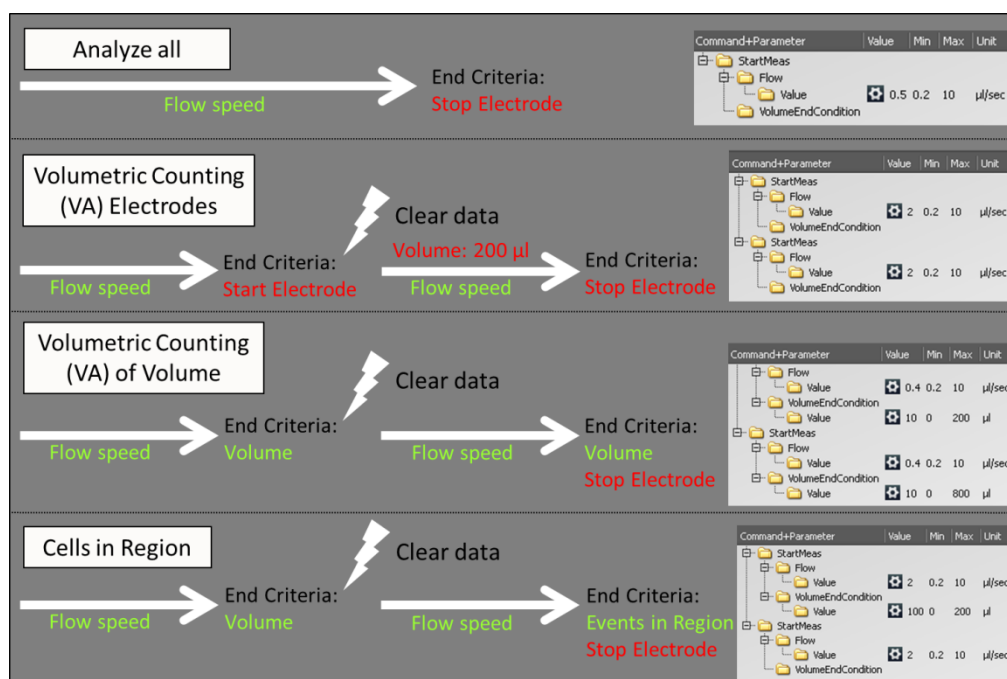 Analyze all
Flow speed
End Criteria:
Stop Electrode
Command+Parameter Value Min Max Unit
StartMeas
Flow
Value 0.5 0.2 10 µl/sec
VolumeEndCondition
Volumetric Counting
(VA) Electrodes
Flow speed
End Criteria:
Start Electrode
Clear data
Volume: 200 µl
Flow speed
End Criteria:
Stop Electrode
Command+Parameter Value Min Max Unit
StartMeas
Flow
Value 2 0.2 10 µl/sec
VolumeEndCondition
StartMeas
Flow
Value 2 0.2 10 µl/sec
VolumeEndCondition
Volumetric Counting
(VA) of Volume
Flow speed
End Criteria:
Volume
Clear data
Flow speed
End Criteria:
Volume
Stop Electrode
Command+Parameter Value Min Max Unit
Flow
Value 0.4 0.2 10 µl/sec
VolumeEndCondition
Value 10 0 200 µl
StartMeas
Flow
Value 0.4 0.2 10 µl/sec
VolumeEndCondition
Value 10 0 800 µl
Cells in Region
Flow speed
End Criteria:
Volume
Clear data
Flow speed
End Criteria:
Events in Region
Stop Electrode
Command+Parameter Value Min Max Unit
StartMeas
Flow
Value 2 0.2 10 µl/sec
VolumeEndCondition
Value 100 0 200 µl
StartMeas
Flow
Value 2 0.2 10 µl/sec
VolumeEndCondition